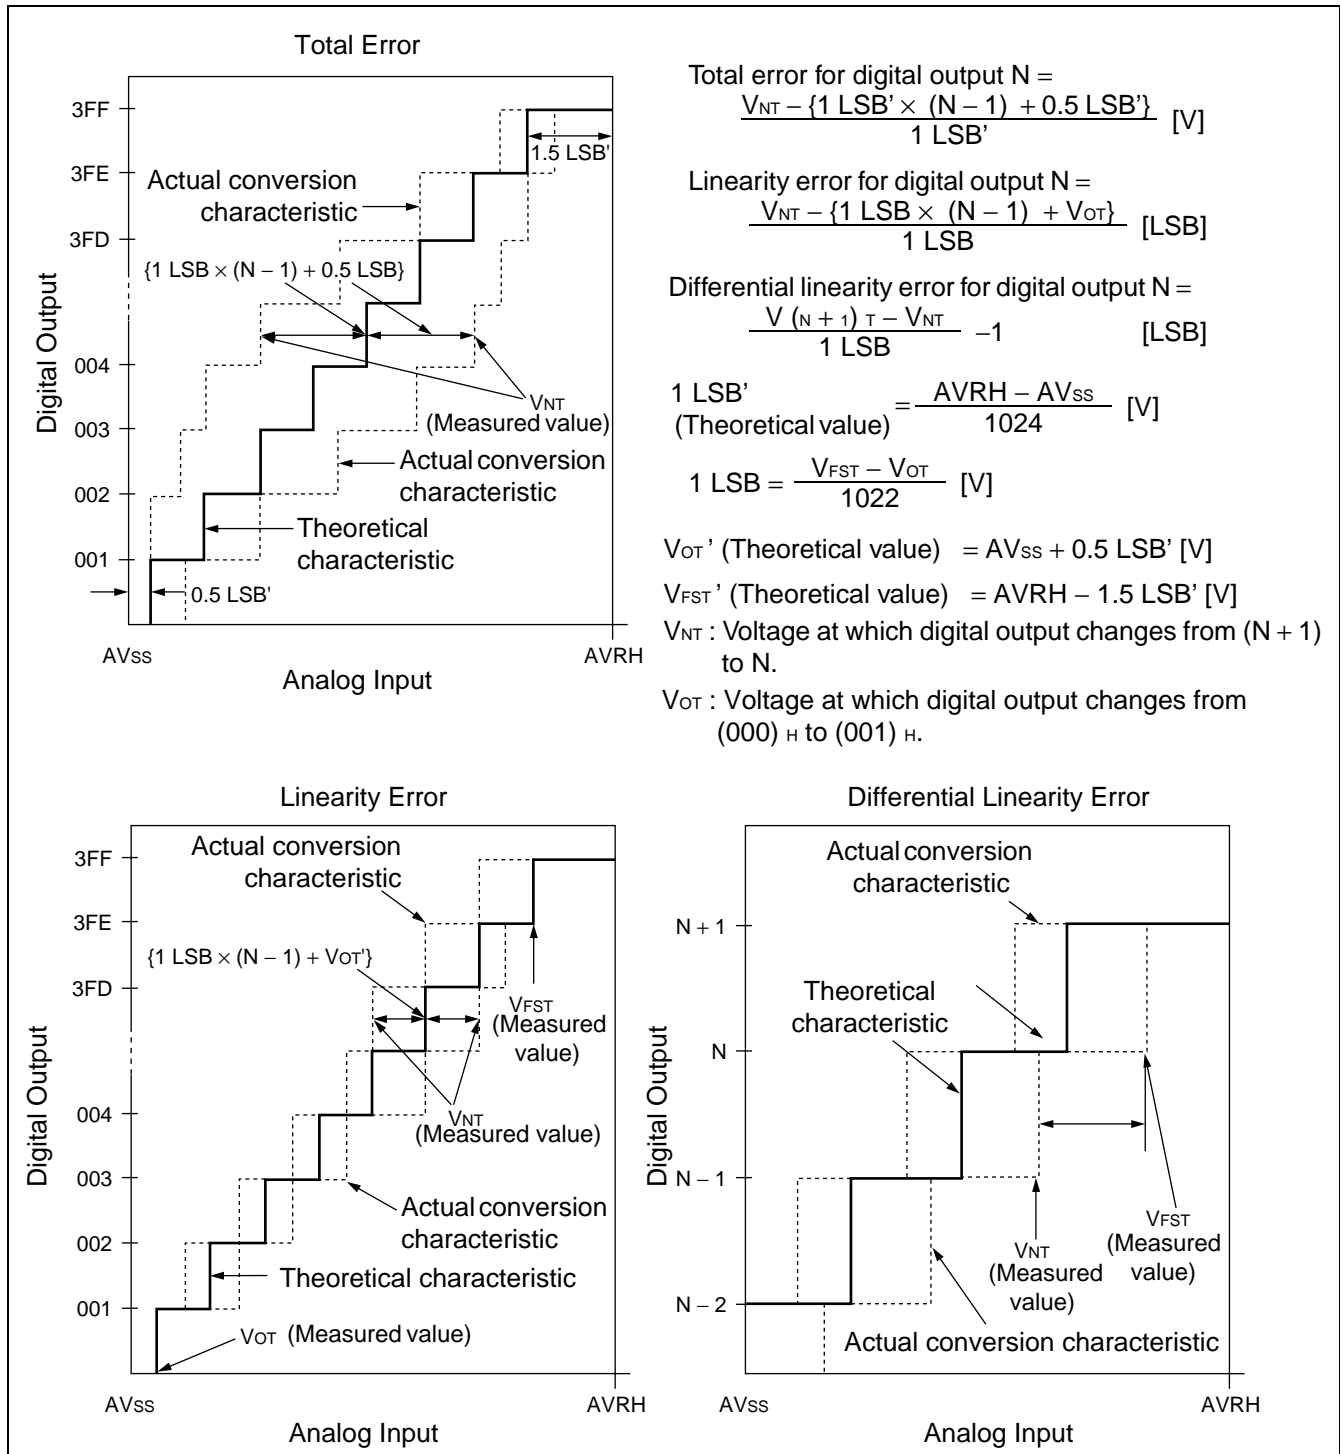 Total Error
3FF
3FE
3FD
004
003
002
001
Digital Output
Actual conversion
characteristic
{1 LSB × (N − 1) + 0.5 LSB}
1.5 LSB'
VNT
(Measured value)
Actual conversion
characteristic
Theoretical
characteristic
0.5 LSB'
AVSS
AVRH
Analog Input
Total error for digital output N =
VNT − {1 LSB' × (N − 1) + 0.5 LSB'}
1 LSB'
[V]
Linearity error for digital output N =
VNT − {1 LSB × (N − 1) + VOT}
1 LSB
[LSB]
Differential linearity error for digital output N =
V (N + 1) T − VNT
1 LSB
−1
[LSB]
1 LSB'
(Theoretical value)
=
AVRH − AVSS
1024
[V]
1 LSB =
VFST − VOT
1022
[V]
VOT' (Theoretical value) = AVSS + 0.5 LSB' [V]
VFST' (Theoretical value) = AVRH − 1.5 LSB' [V]
VNT : Voltage at which digital output changes from (N + 1)
to N.
VOT : Voltage at which digital output changes from
(000) H to (001) H.
Linearity Error
3FF
3FE
3FD
004
003
002
001
Digital Output
Actual conversion
characteristic
{1 LSB × (N − 1) + VOT'}
VFST
(Measured
value)
VNT
(Measured value)
Actual conversion
characteristic
Theoretical characteristic
VOT (Measured value)
AVSS
AVRH
Analog Input
Differential Linearity Error
N + 1
N
N − 1
N − 2
Digital Output
Actual conversion
characteristic
Theoretical
characteristic
VNT
(Measured
value)
VFST
(Measured
value)
Actual conversion characteristic
AVSS
AVRH
Analog Input